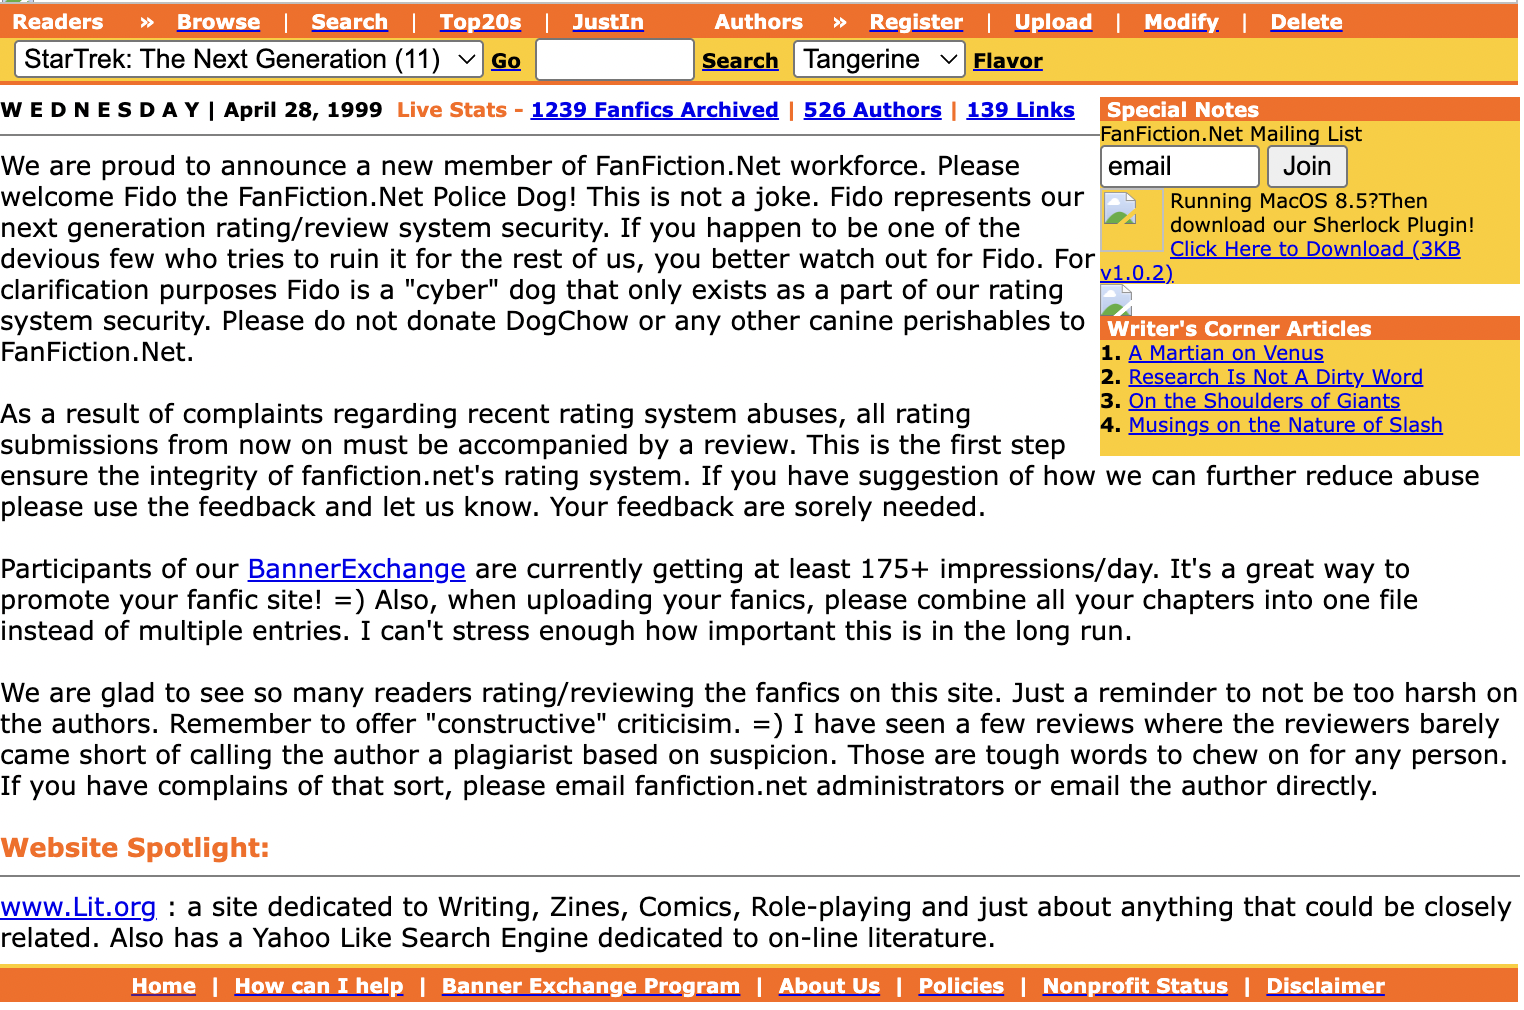 Readers » Browse | Search | Top20s | JustIn Authors » Register | Upload | Modify | Delete
StarTrek: The Next Generation (11) Go Search Tangerine Flavor
W E D N E S D A Y | April 28, 1999 Live Stats - 1239 Fanfics Archived | 526 Authors | 139 Links
We are proud to announce a new member of FanFiction.Net workforce. Please
welcome Fido the FanFiction.Net Police Dog! This is not a joke. Fido represents our
next generation rating/review system security. If you happen to be one of the
devious few who tries to ruin it for the rest of us, you better watch out for Fido. For
clarification purposes Fido is a "cyber" dog that only exists as a part of our rating
system security. Please do not donate DogChow or any other canine perishables to
FanFiction.Net.
As a result of complaints regarding recent rating system abuses, all rating
submissions from now on must be accompanied by a review. This is the first step
ensure the integrity of fanfiction.net's rating system. If you have suggestion of how we can further reduce abuse
please use the feedback and let us know. Your feedback are sorely needed.
Participants of our BannerExchange are currently getting at least 175+ impressions/day. It's a great way to
promote your fanfic site! =) Also, when uploading your fanics, please combine all your chapters into one file
instead of multiple entries. I can't stress enough how important this is in the long run.
We are glad to see so many readers rating/reviewing the fanfics on this site. Just a reminder to not be too harsh on
the authors. Remember to offer "constructive" criticisim. =) I have seen a few reviews where the reviewers barely
came short of calling the author a plagiarist based on suspicion. Those are tough words to chew on for any person.
If you have complains of that sort, please email fanfiction.net administrators or email the author directly.
Special Notes
FanFiction.Net Mailing List
email Join
Running MacOS 8.5?Then
download our Sherlock Plugin!
Click Here to Download (3KB
v1.0.2)
Writer's Corner Articles
1. A Martian on Venus
2. Research Is Not A Dirty Word
3. On the Shoulders of Giants
4. Musings on the Nature of Slash
Website Spotlight:
www.Lit.org : a site dedicated to Writing, Zines, Comics, Role-playing and just about anything that could be closely
related. Also has a Yahoo Like Search Engine dedicated to on-line literature.
Home | How can I help | Banner Exchange Program | About Us | Policies | Nonprofit Status | Disclaimer